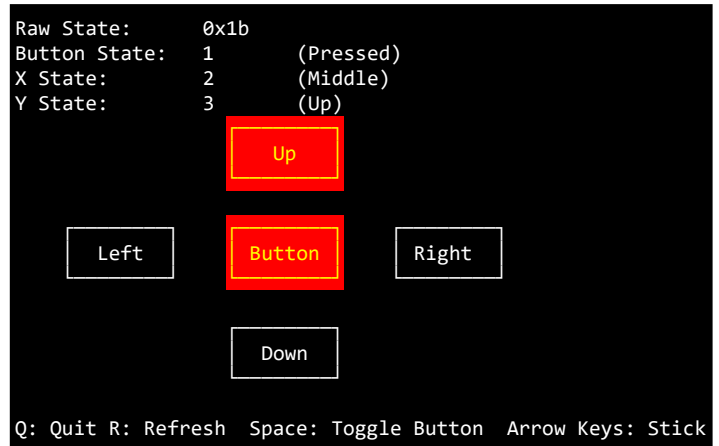 Raw State: 0x1b
Button State: 1 (Pressed)
X State: 2 (Middle)
Y State: 3 (Up)
Up
Left Button Right
Down
Q: Quit R: Refresh Space: Toggle Button Arrow Keys: Stick